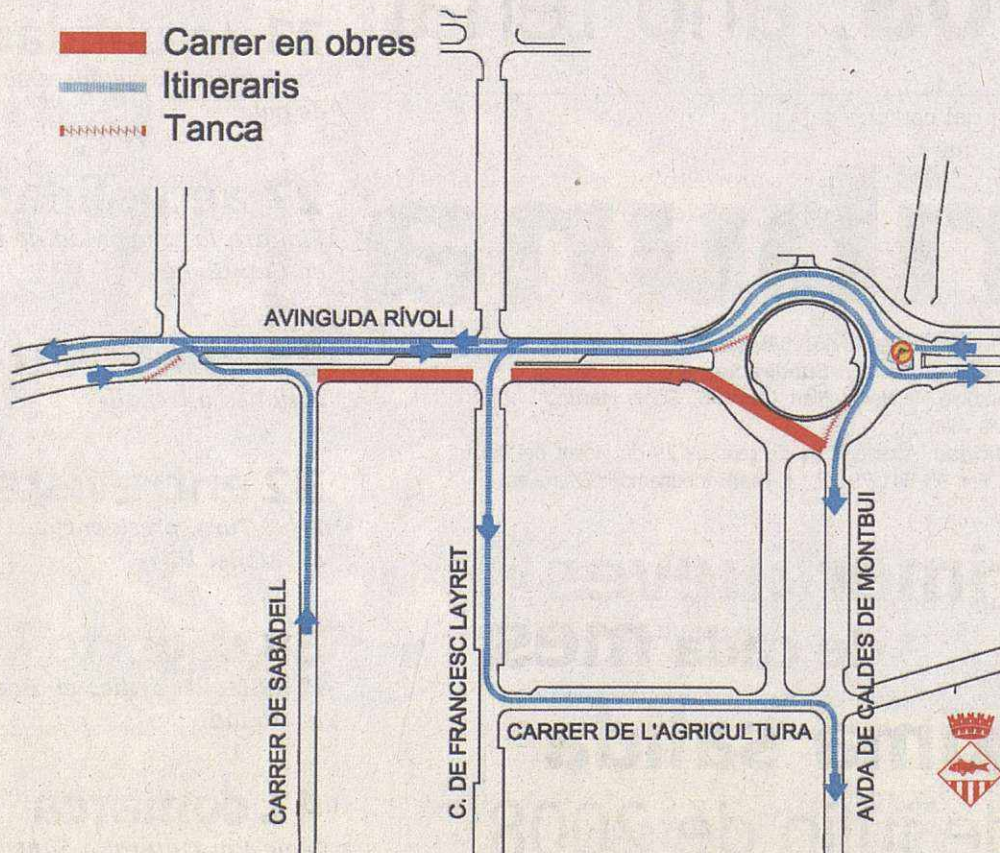 Carrer en obres
Itineraris
Tanca
AVINGUDA RÍVOLI
CARRER DE SABADELL
C. DE FRANCESC LAYRET
CARRER DE L'AGRICULTURA
AVDA DE CALDES DE MONTBUI